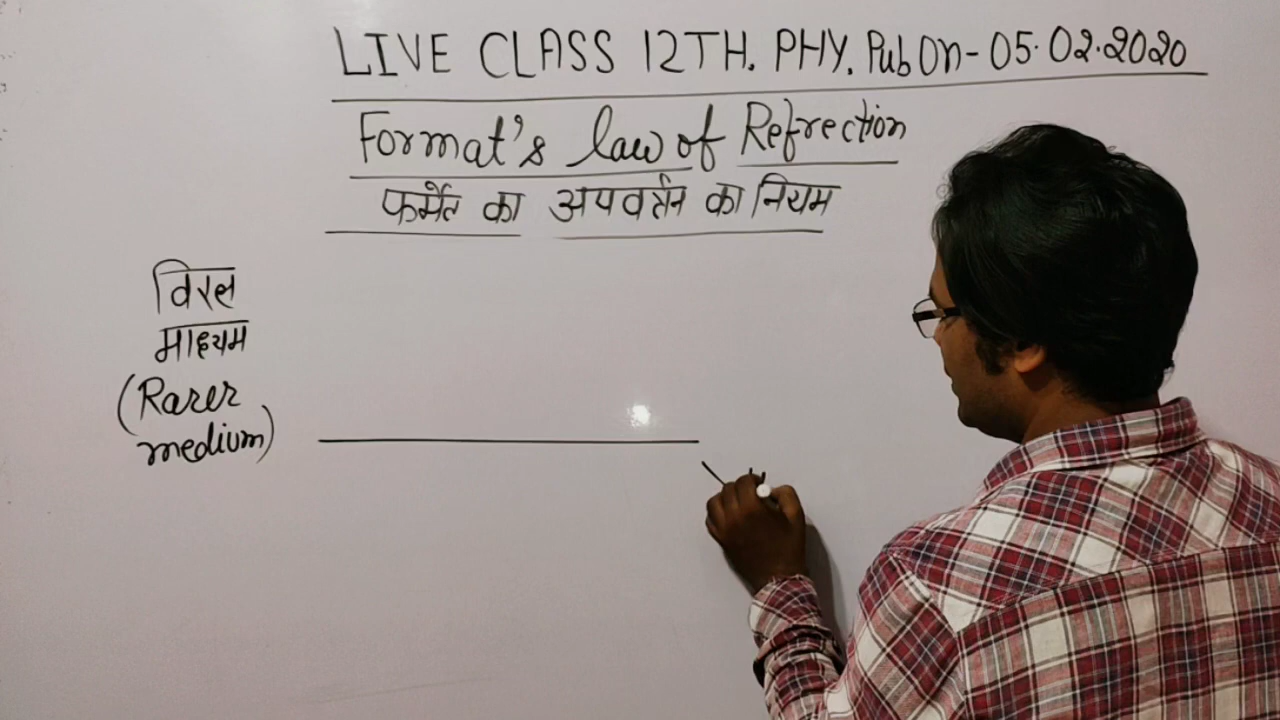 LIVE CLASS 12TH. PHY. Pub On - 05.02.2020
Format's law of Refrection
फर्मेत का अपवर्तन का नियम
विरल
माध्यम
(Rarer
medium)